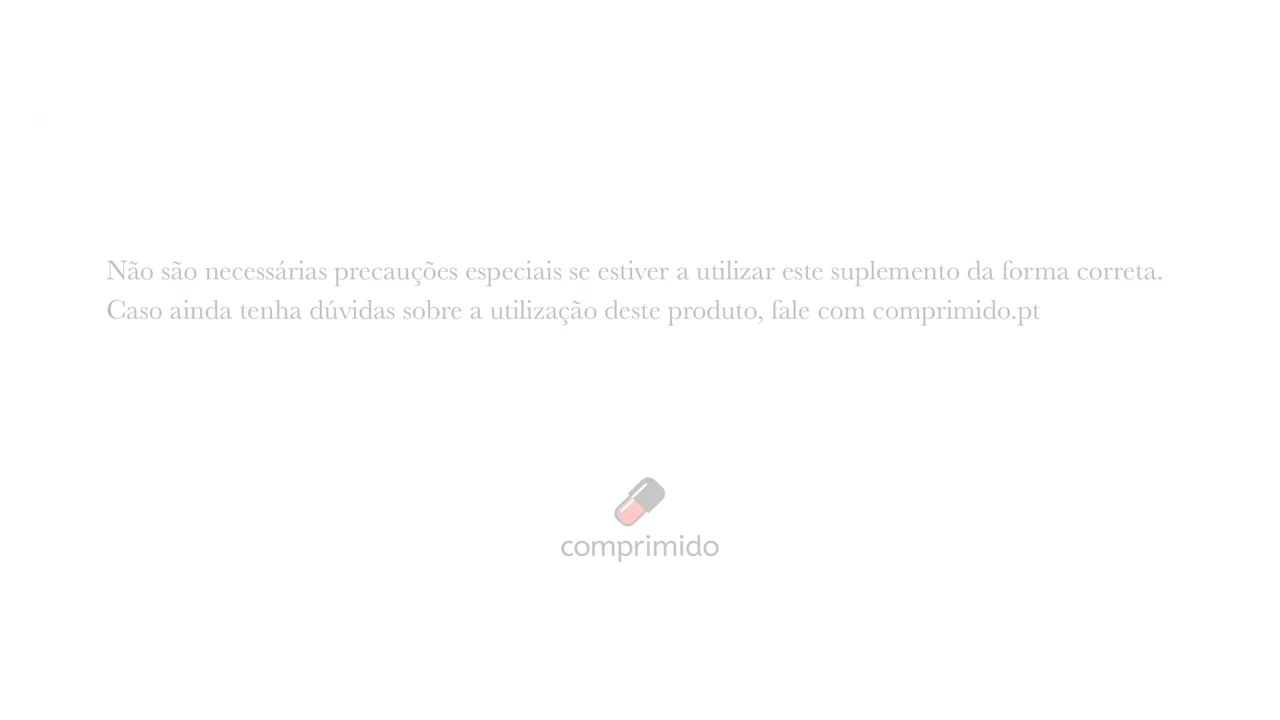 Não são necessárias precauções especiais se estiver a utilizar este suplemento da forma correta.
Caso ainda tenha dúvidas sobre a utilização deste produto, fale com comprimido.pt
comprimido